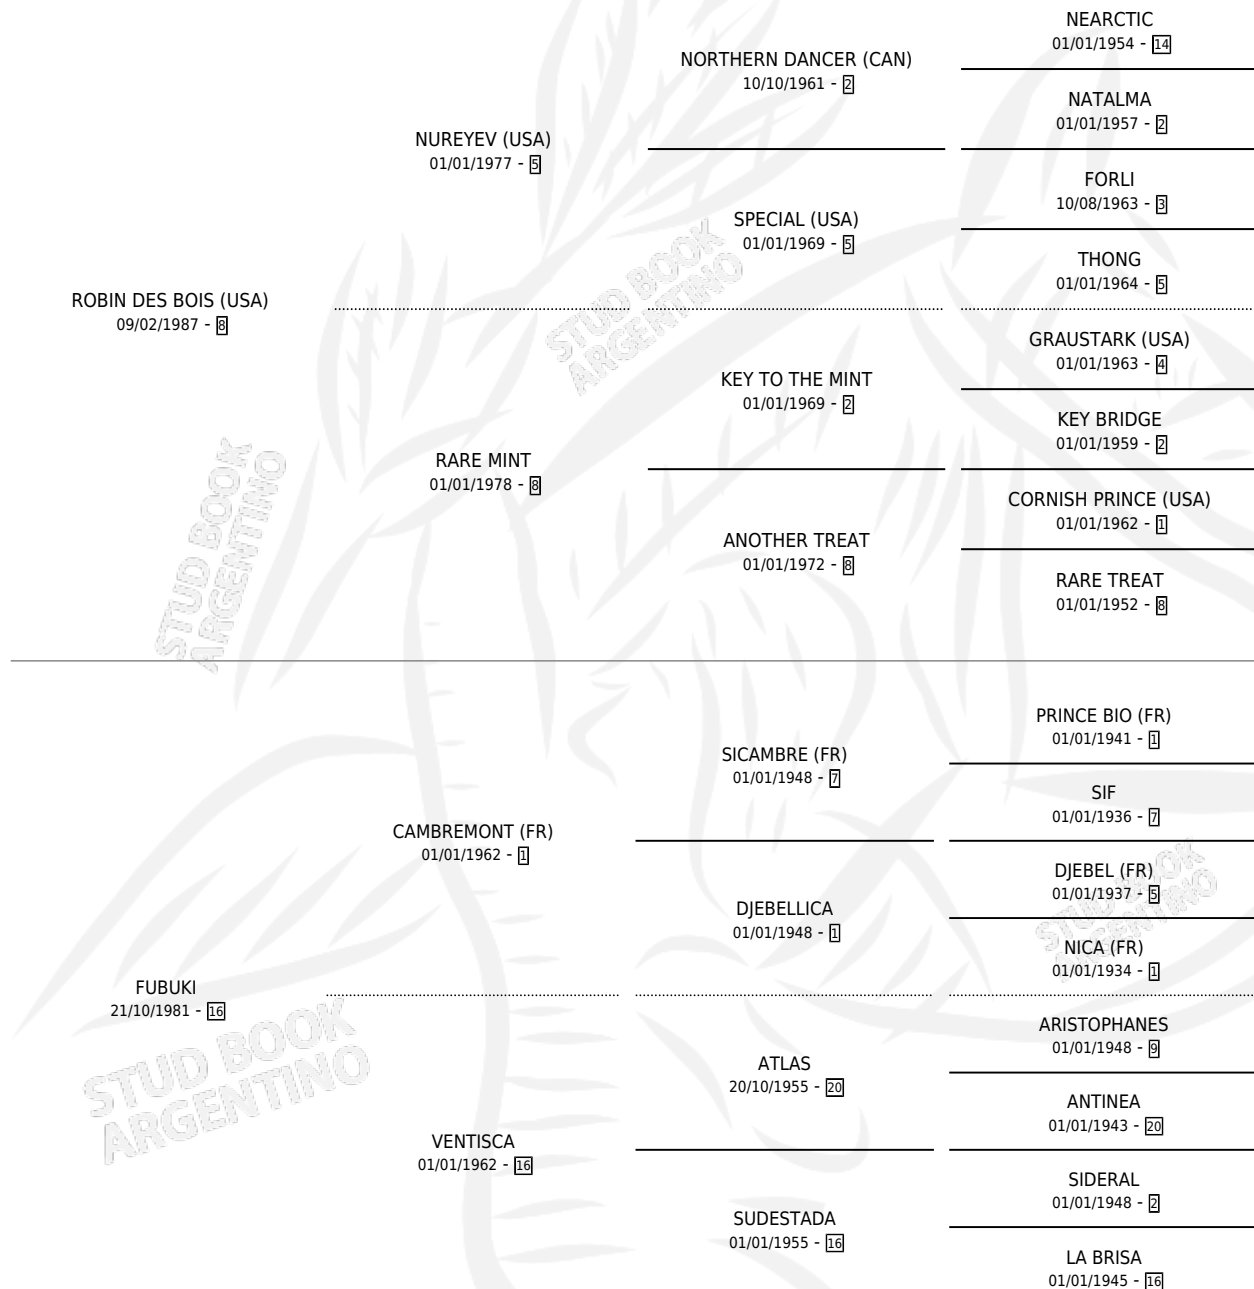 NEARCTIC
01/01/1954 - 14
NORTHERN DANCER (CAN)
10/10/1961 - 2
NATALMA
01/01/1957 - 2
NUREYEV (USA)
01/01/1977 - 5
FORLI
10/08/1963 - 3
SPECIAL (USA)
01/01/1969 - 5
THONG
01/01/1964 - 5
ROBIN DES BOIS (USA)
09/02/1987 - 8
GRAUSTARK (USA)
01/01/1963 - 4
KEY TO THE MINT
01/01/1969 - 2
KEY BRIDGE
01/01/1959 - 2
RARE MINT
01/01/1978 - 8
CORNISH PRINCE (USA)
01/01/1962 - 1
ANOTHER TREAT
01/01/1972 - 8
RARE TREAT
01/01/1952 - 8
PRINCE BIO (FR)
01/01/1941 - 1
SICAMBRE (FR)
01/01/1948 - 7
SIF
01/01/1936 - 7
CAMBREMONT (FR)
01/01/1962 - 1
DJEBEL (FR)
01/01/1937 - 5
DJEBELLICA
01/01/1948 - 1
NICA (FR)
01/01/1934 - 1
FUBUKI
21/10/1981 - 16
ARISTOPHANES
01/01/1948 - 9
ATLAS
20/10/1955 - 20
ANTINEA
01/01/1943 - 20
VENTISCA
01/01/1962 - 16
SIDERAL
01/01/1948 - 2
SUDESTADA
01/01/1955 - 16
LA BRISA
01/01/1945 - 16
STUD BOOK
ARGENTINO
STUD BOOK
ARGENTINO
STUD BOOK
ARGENTINO
STUD BOOK
ARGENTINO